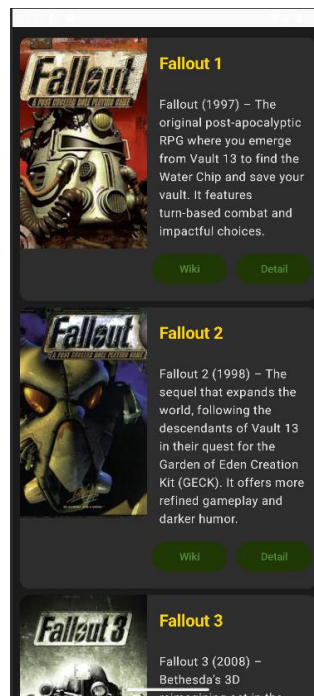 Fallout
A POST NUCLEAR ROLE PLAYING GAME
Fallout 1
Fallout (1997) – The
original post-apocalyptic
RPG where you emerge
from Vault 13 to find the
Water Chip and save your
vault. It features
turn-based combat and
impactful choices.
Wiki
Detail
Fallout
A POST NUCLEAR ROLE PLAYING GAME
Fallout 2
Fallout 2 (1998) – The
sequel that expands the
world, following the
descendants of Vault 13
in their quest for the
Garden of Eden Creation
Kit (GECK). It offers more
refined gameplay and
darker humor.
Wiki
Detail
Fallout 3
Fallout 3
Fallout 3 (2008) –
Bethesda's 3D
reimagining set in the